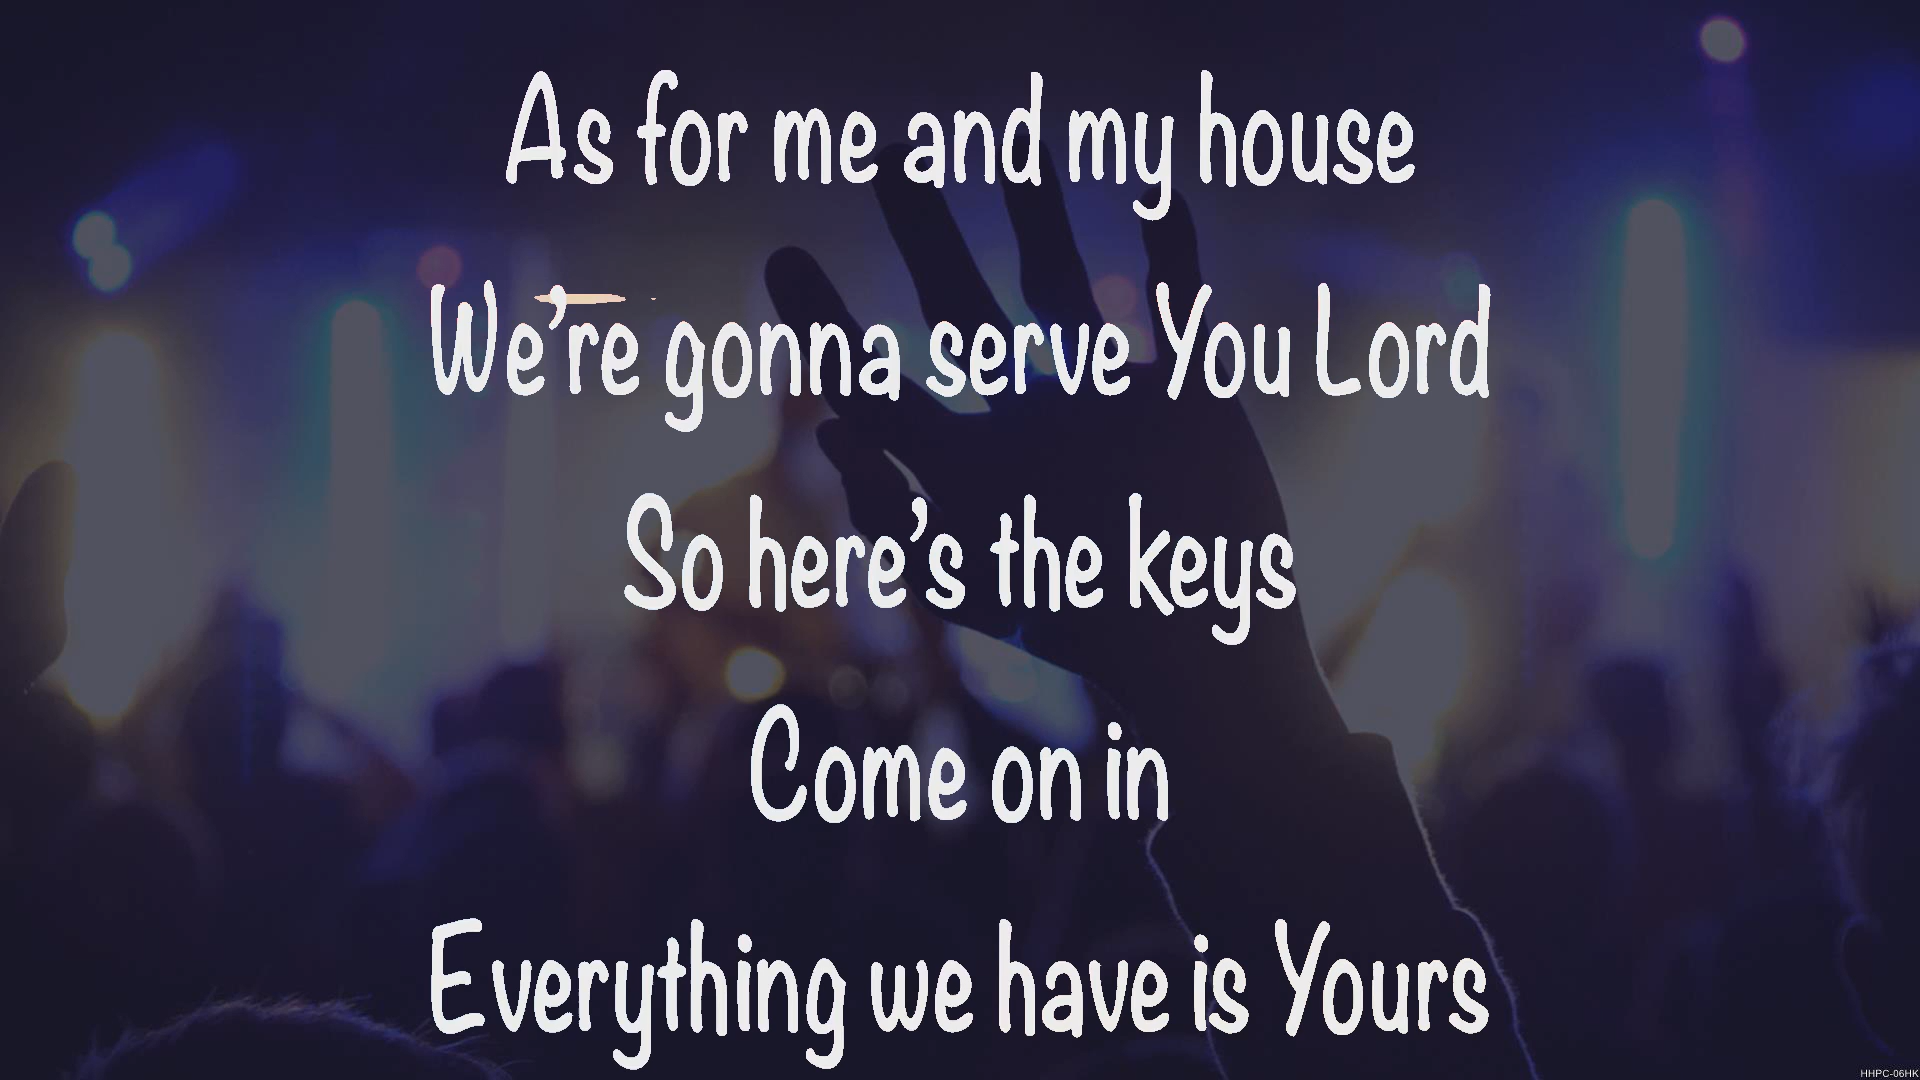 As for me and my house
We’re gonna serve You Lord
So here’s the keys
Come on in
Everything we have is Yours
HHPC-06HK